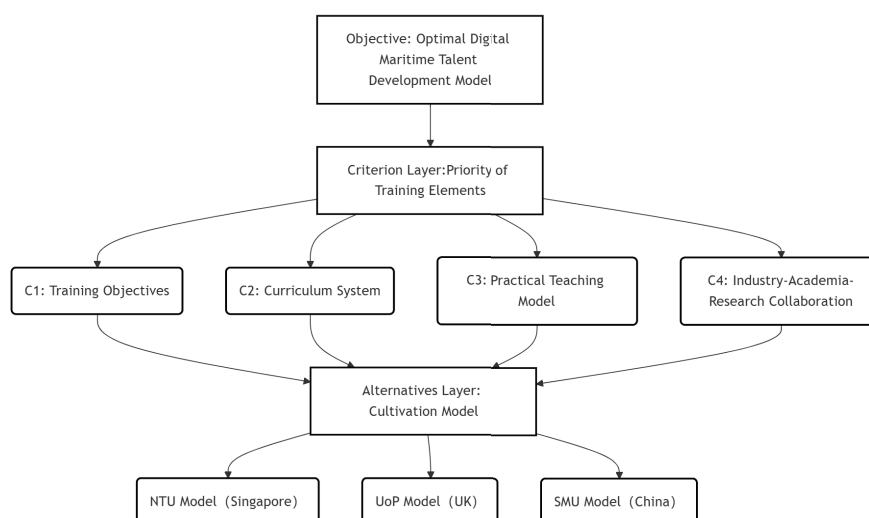 Objective: Optimal Digital
Maritime Talent
Development Model
Criterion Layer:Priority of
Training Elements
C1: Training Objectives
C2: Curriculum System
C3: Practical Teaching
Model
C4: Industry-Academia-
Research Collaboration
Alternatives Layer:
Cultivation Model
NTU Model (Singapore)
UoP Model (UK)
SMU Model (China)